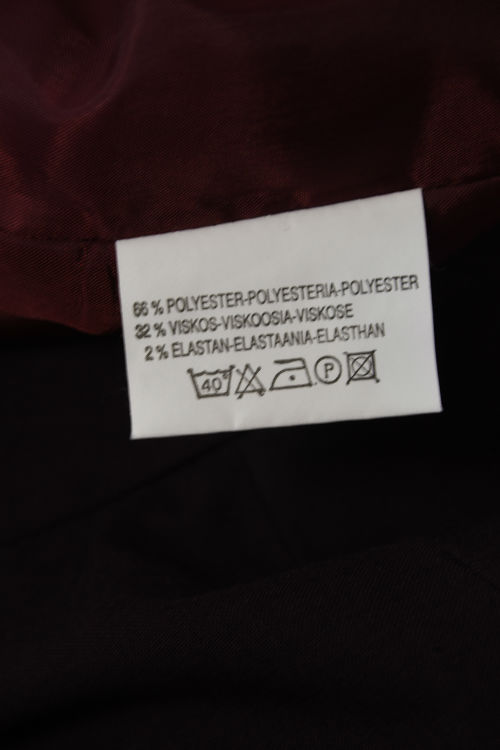 66 % POLYESTER-POLYESTERIA-POLYESTER
32 % VISKOS-VISKOOSIA-VISKOSE
2 % ELASTAN-ELASTAANIA-ELASTHAN
40° P